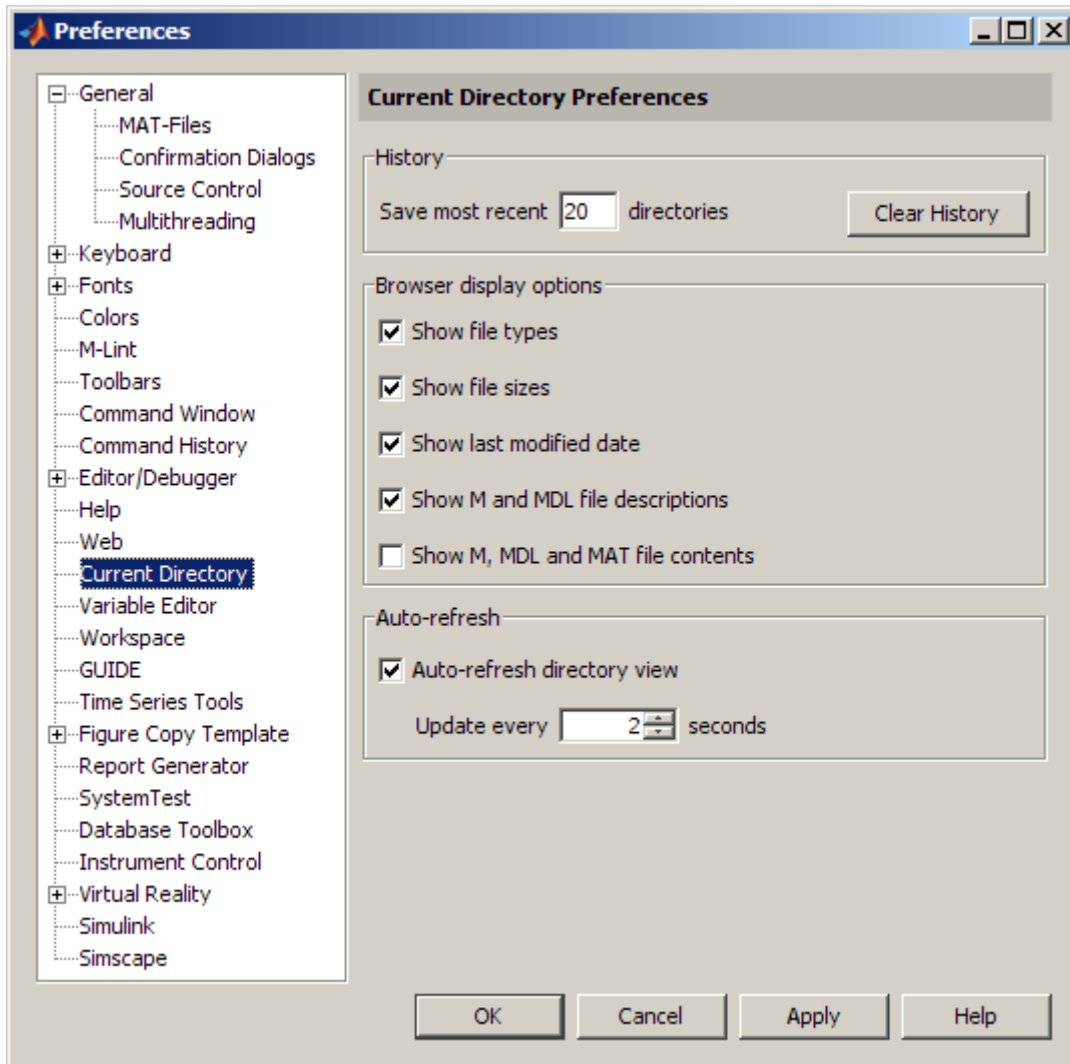 Preferences
General
MAT-Files
Confirmation Dialogs
Source Control
Multithreading
Keyboard
Fonts
Colors
M-Lint
Toolbars
Command Window
Command History
Editor/Debugger
Help
Web
Current Directory
Variable Editor
Workspace
GUIDE
Time Series Tools
Figure Copy Template
Report Generator
SystemTest
Database Toolbox
Instrument Control
Virtual Reality
Simulink
Simscape
Current Directory Preferences
History
Save most recent 20 directories Clear History
Browser display options
Show file types
Show file sizes
Show last modified date
Show M and MDL file descriptions
Show M, MDL and MAT file contents
Auto-refresh
Auto-refresh directory view
Update every 2 seconds
OK Cancel Apply Help